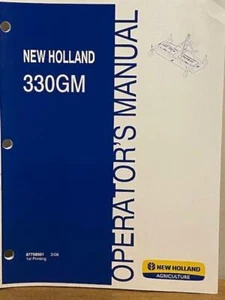 NEW HOLLAND
330GM
OPERATOR'S MANUAL
1st Printing
NEW HOLLAND
AGRICULTURE